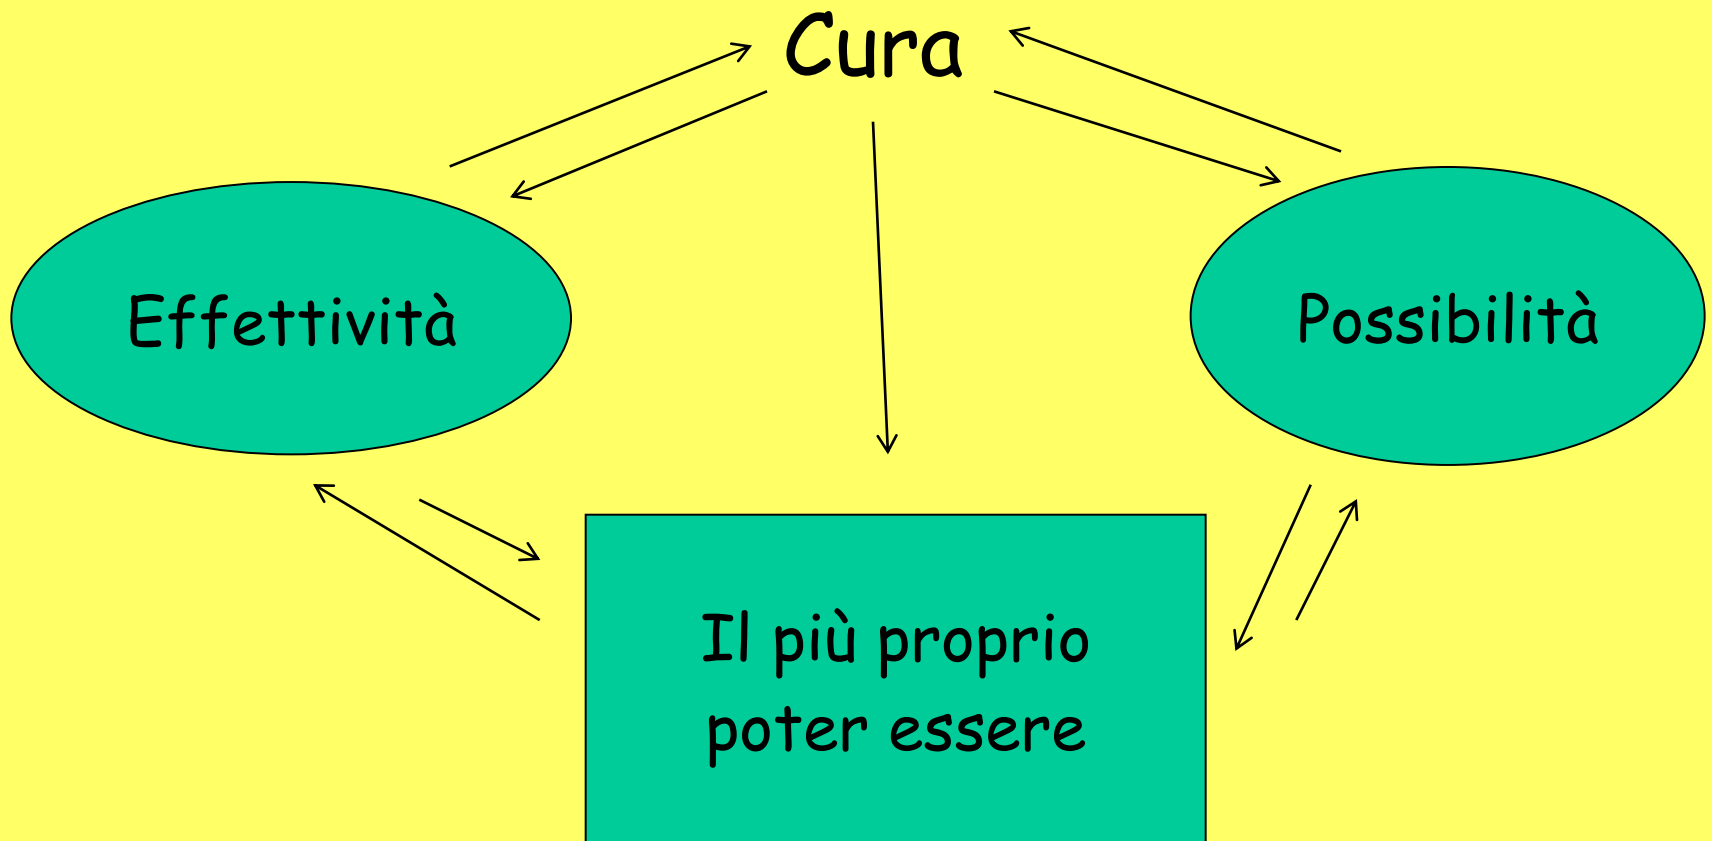 Cura
Effettività
Possibilità
Il più proprio
poter essere